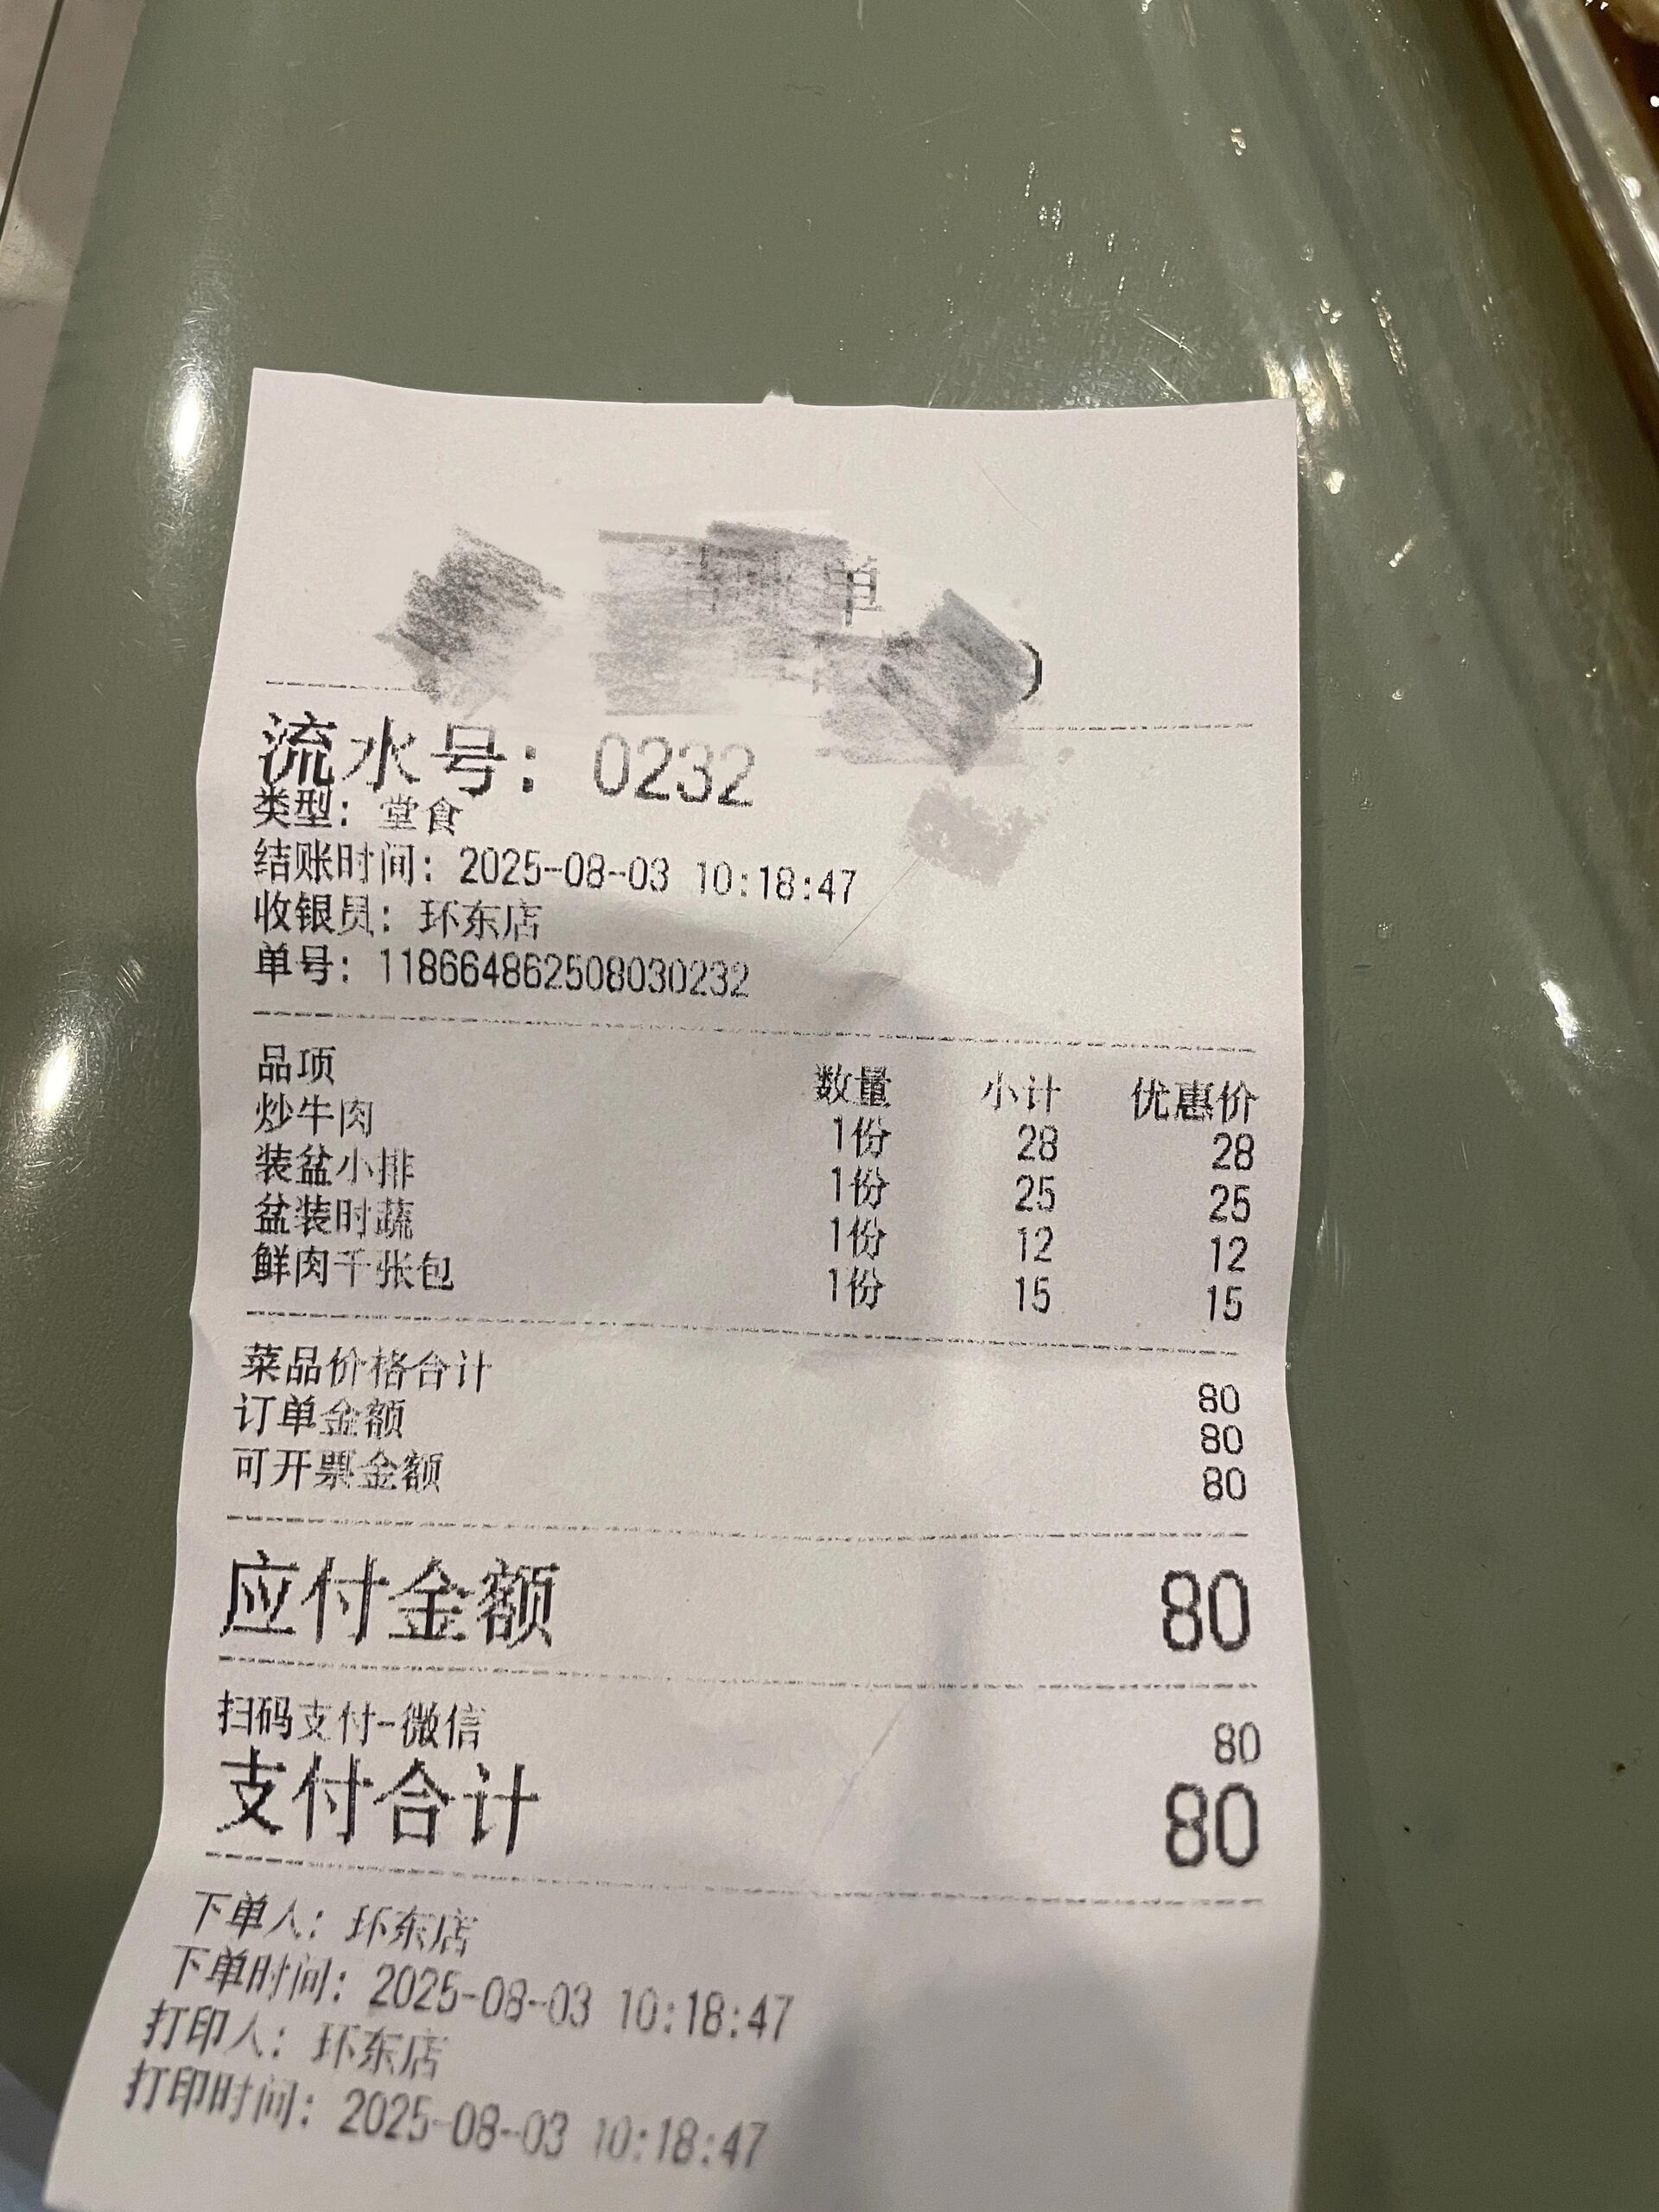 单
流水号: 0232
类型: 堂食
结账时间: 2025-08-03 10:18:47
收银员: 环东店
单号: 118664862508030232
品项 数量 小计 优惠价
炒牛肉 1份 28 28
装盆小排 1份 25 25
盆装时蔬 1份 12 12
鲜肉千张包 1份 15 15
菜品价格合计 80
订单金额 80
可开票金额 80
应付金额 80
扫码支付-微信 80
支付合计 80
下单人: 环东店
下单时间: 2025-08-03 10:18:47
打印人: 环东店
打印时间: 2025-08-03 10:18:47